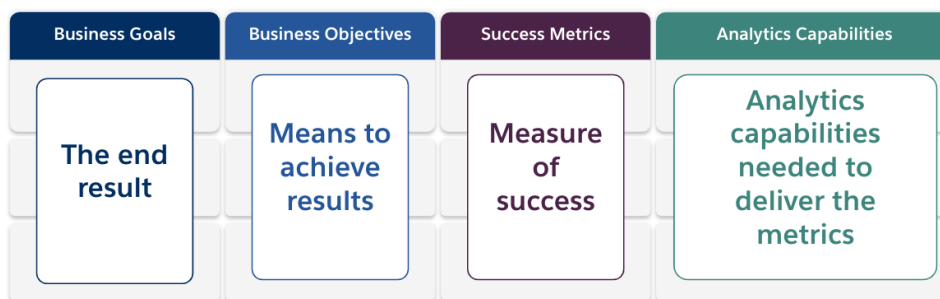 Business Goals
Business Objectives
Success Metrics
Analytics Capabilities
The end
result
Means to
achieve
results
Measure
of
success
Analytics
capabilities
needed to
deliver the
metrics